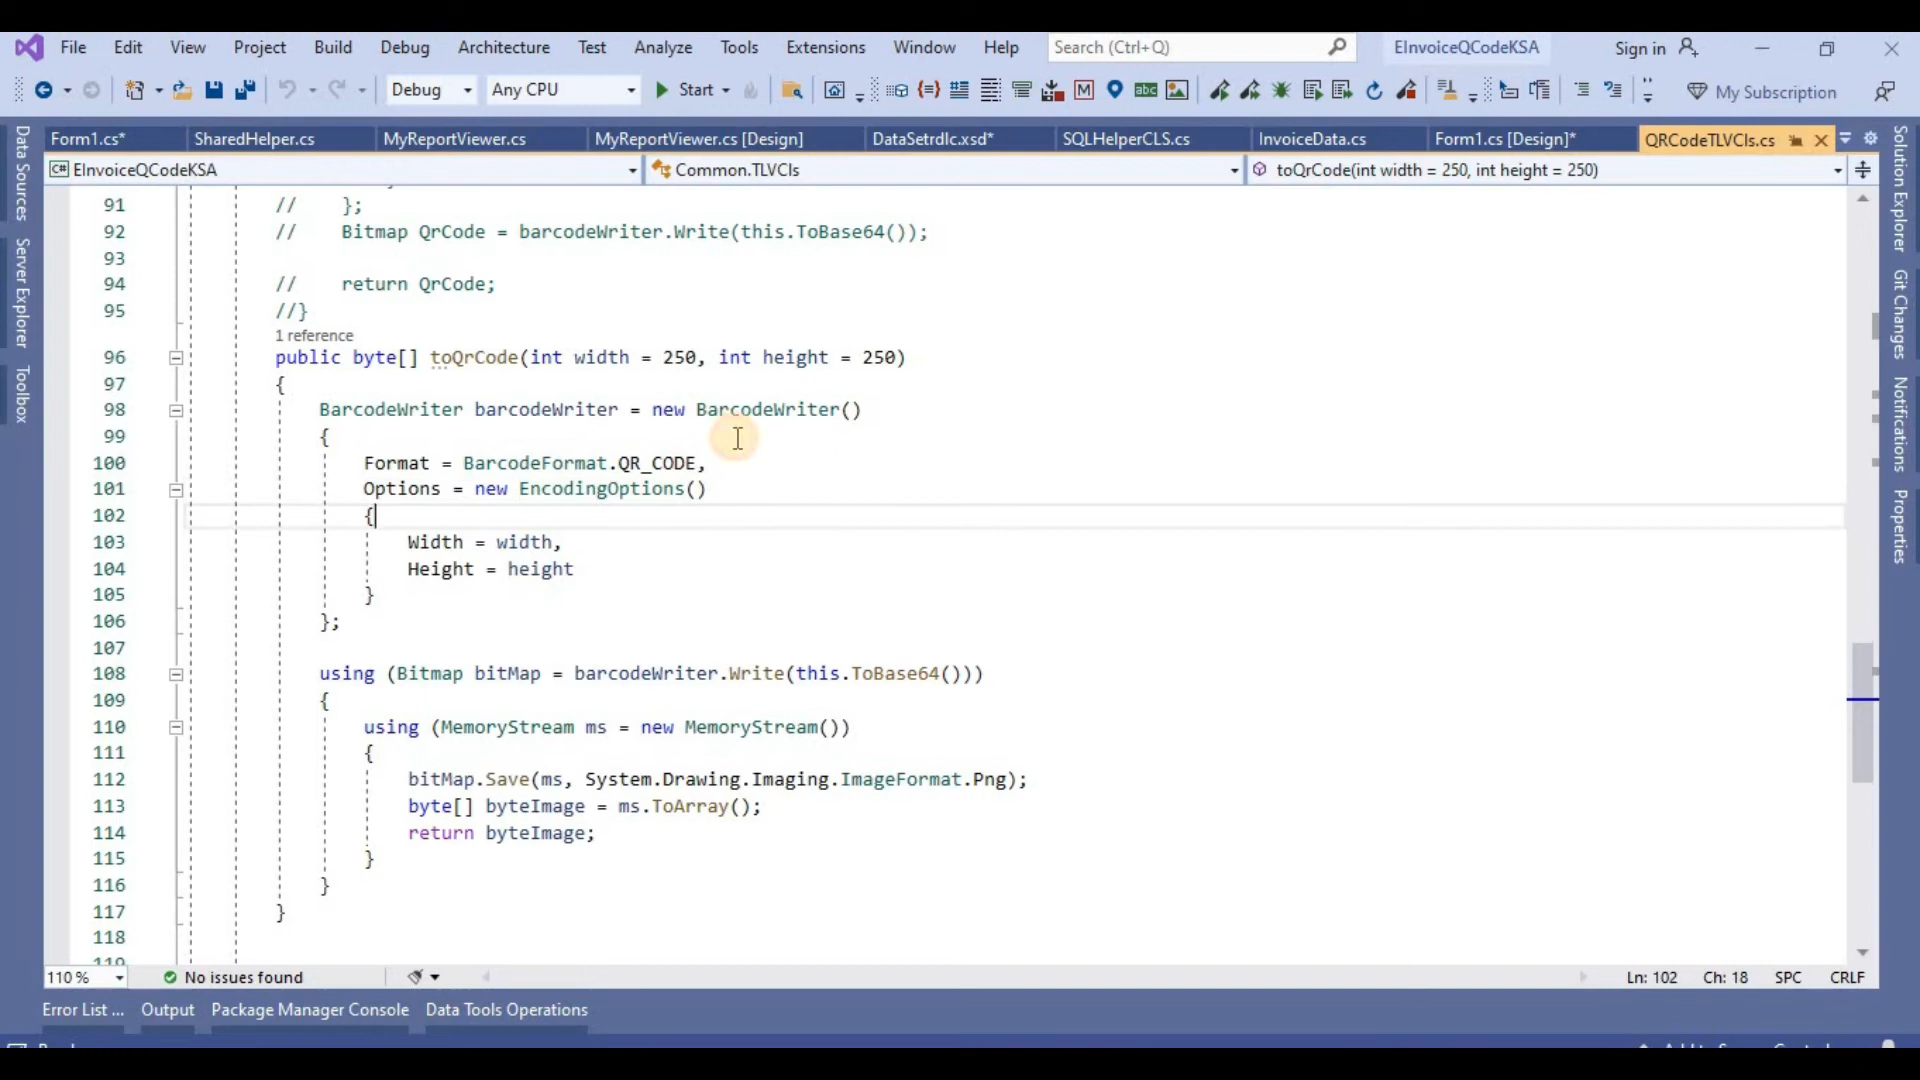 File Edit View Project Build Debug Architecture Test Analyze Tools Extensions Window Help Search (Ctrl+Q) EInvoiceQCodeKSA Sign in
Debug Any CPU Start My Subscription
Form1.cs* SharedHelper.cs MyReportViewer.cs MyReportViewer.cs [Design] DataSetrdlc.xsd* SQLHelperCLS.cs InvoiceData.cs Form1.cs [Design]* QRCodeTLVCls.cs
EInvoiceQCodeKSA Common.TLVCls toQrCode(int width = 250, int height = 250)
Data Sources
Server Explorer
Toolbox
91 // };
92 // Bitmap QrCode = barcodeWriter.Write(this.ToBase64());
93
94 // return QrCode;
95 //}
1 reference
96 public byte[] toQrCode(int width = 250, int height = 250)
97 {
98 BarcodeWriter barcodeWriter = new BarcodeWriter()
99 {
100 Format = BarcodeFormat.QR_CODE,
101 Options = new EncodingOptions()
102 {
103 Width = width,
104 Height = height
105 }
106 };
107
108 using (Bitmap bitMap = barcodeWriter.Write(this.ToBase64()))
109 {
110 using (MemoryStream ms = new MemoryStream())
111 {
112 bitMap.Save(ms, System.Drawing.Imaging.ImageFormat.Png);
113 byte[] byteImage = ms.ToArray();
114 return byteImage;
115 }
116 }
117 }
118
119
Solution Explorer
Git Changes
Notifications
Properties
110 % No issues found Ln: 102 Ch: 18 SPC CRLF
Error List ... Output Package Manager Console Data Tools Operations